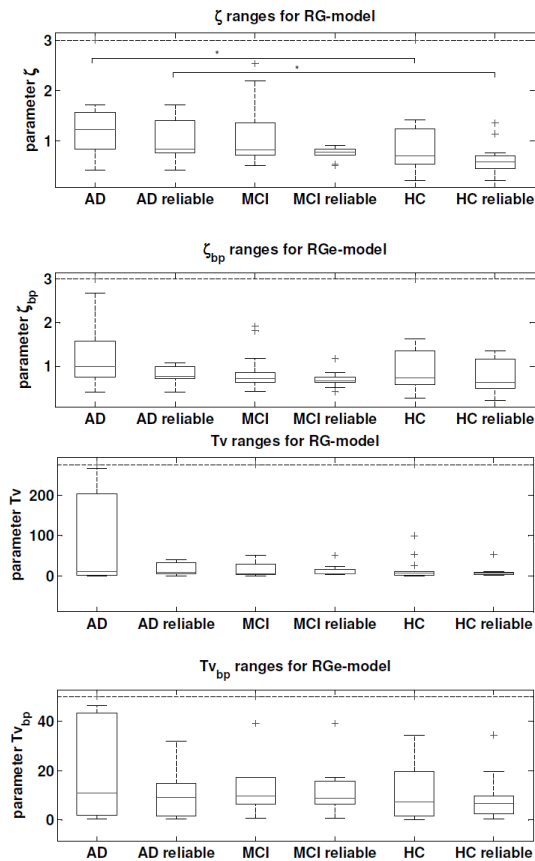 ζ ranges for RG-model
3
*
*
parameter ζ
1
AD AD reliable MCI MCI reliable HC HC reliable
ζbp ranges for RGe-model
3
2
parameter ζbp
1
AD AD reliable MCI MCI reliable HC HC reliable
Tv ranges for RG-model
200
parameter Tv
100
0
AD AD reliable MCI MCI reliable HC HC reliable
Tvbp ranges for RGe-model
40
parameter Tvbp
20
0
AD AD reliable MCI MCI reliable HC HC reliable